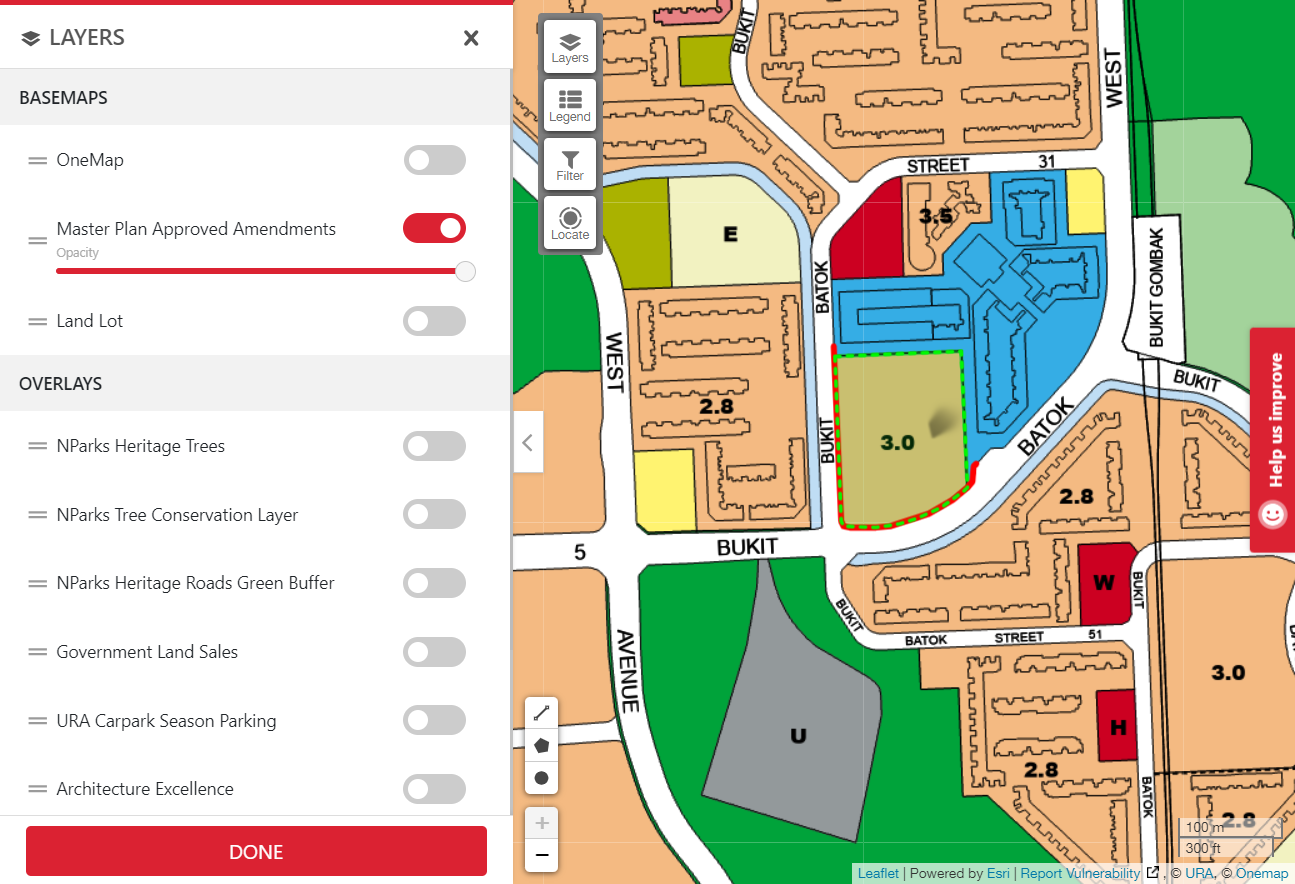 LAYERS
BASEMAPS
OneMap
Master Plan Approved Amendments
Opacity
Land Lot
OVERLAYS
NParks Heritage Trees
NParks Tree Conservation Layer
NParks Heritage Roads Green Buffer
Government Land Sales
URA Carpark Season Parking
Architecture Excellence
DONE
Layers
Legend
Filter
Locate
BUKIT
WEST
STREET 31
3.5
E
BATOK
BUKIT GOMBAK
WEST
2.8
BUKIT
3.0
BATOK
BUKIT
Help us improve
2.8
5
BUKIT
W
BUKIT
BUKIT
BATOK STREET 51
AVENUE
3.0
U
H
2.8
BATOK
2.8
100 m
300 ft
+
−
Leaflet | Powered by Esri | Report Vulnerability , © URA, © Onemap